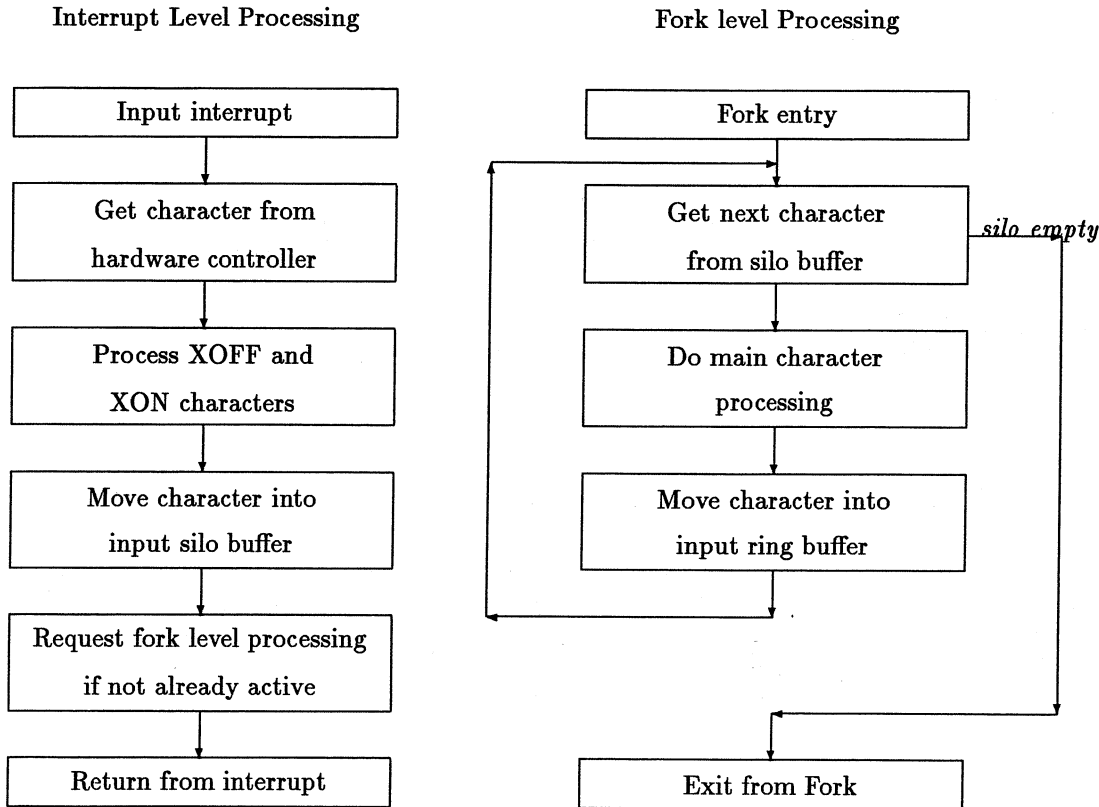 Interrupt Level Processing
Input interrupt
Get character from
hardware controller
Process XOFF and
XON characters
Move character into
input silo buffer
Request fork level processing
if not already active
Return from interrupt
Fork level Processing
Fork entry
Get next character
from silo buffer
silo empty
Do main character
processing
Move character into
input ring buffer
Exit from Fork